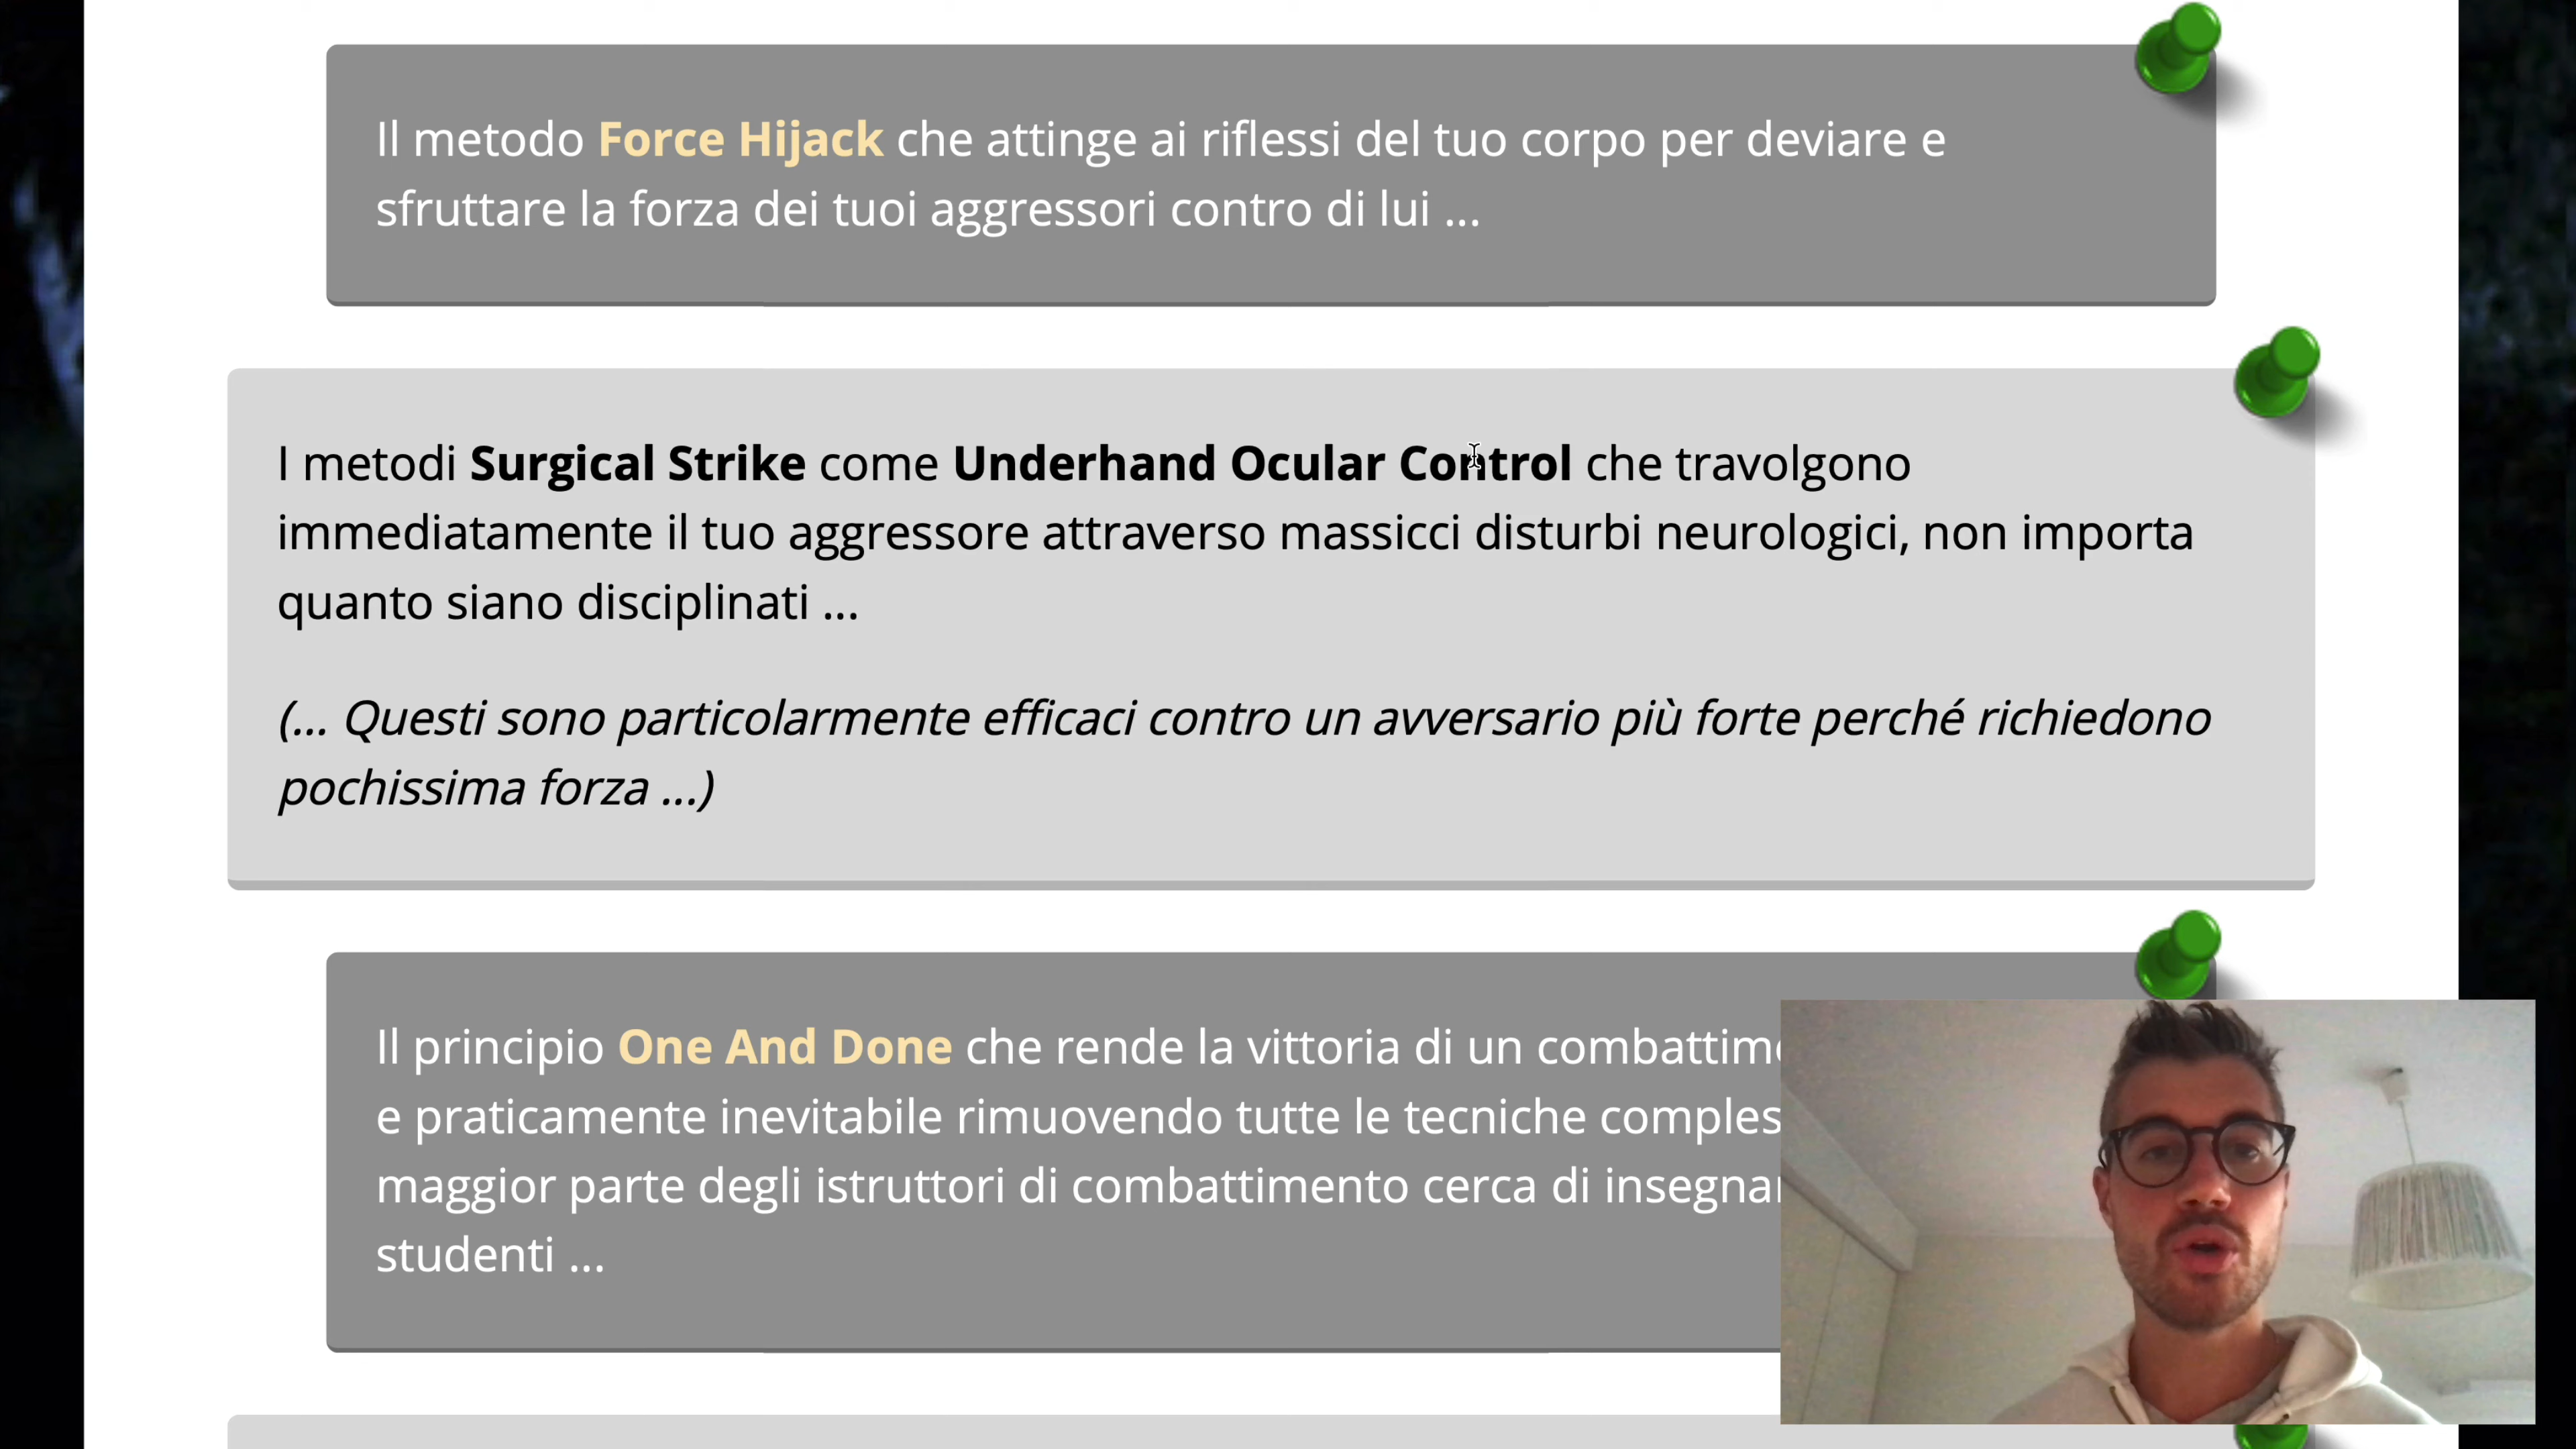 Il metodo Force Hijack che attinge ai riflessi del tuo corpo per deviare e
sfruttare la forza dei tuoi aggressori contro di lui ...
I metodi Surgical Strike come Underhand Ocular Control che travolgono
immediatamente il tuo aggressore attraverso massicci disturbi neurologici, non importa
quanto siano disciplinati ...
(... Questi sono particolarmente efficaci contro un avversario più forte perché richiedono
pochissima forza ...)
Il principio One And Done che rende la vittoria di un
e praticamente inevitabile rimuovendo tutte le tecniche
maggior parte degli istruttori di combattimento cerca di
studenti ...